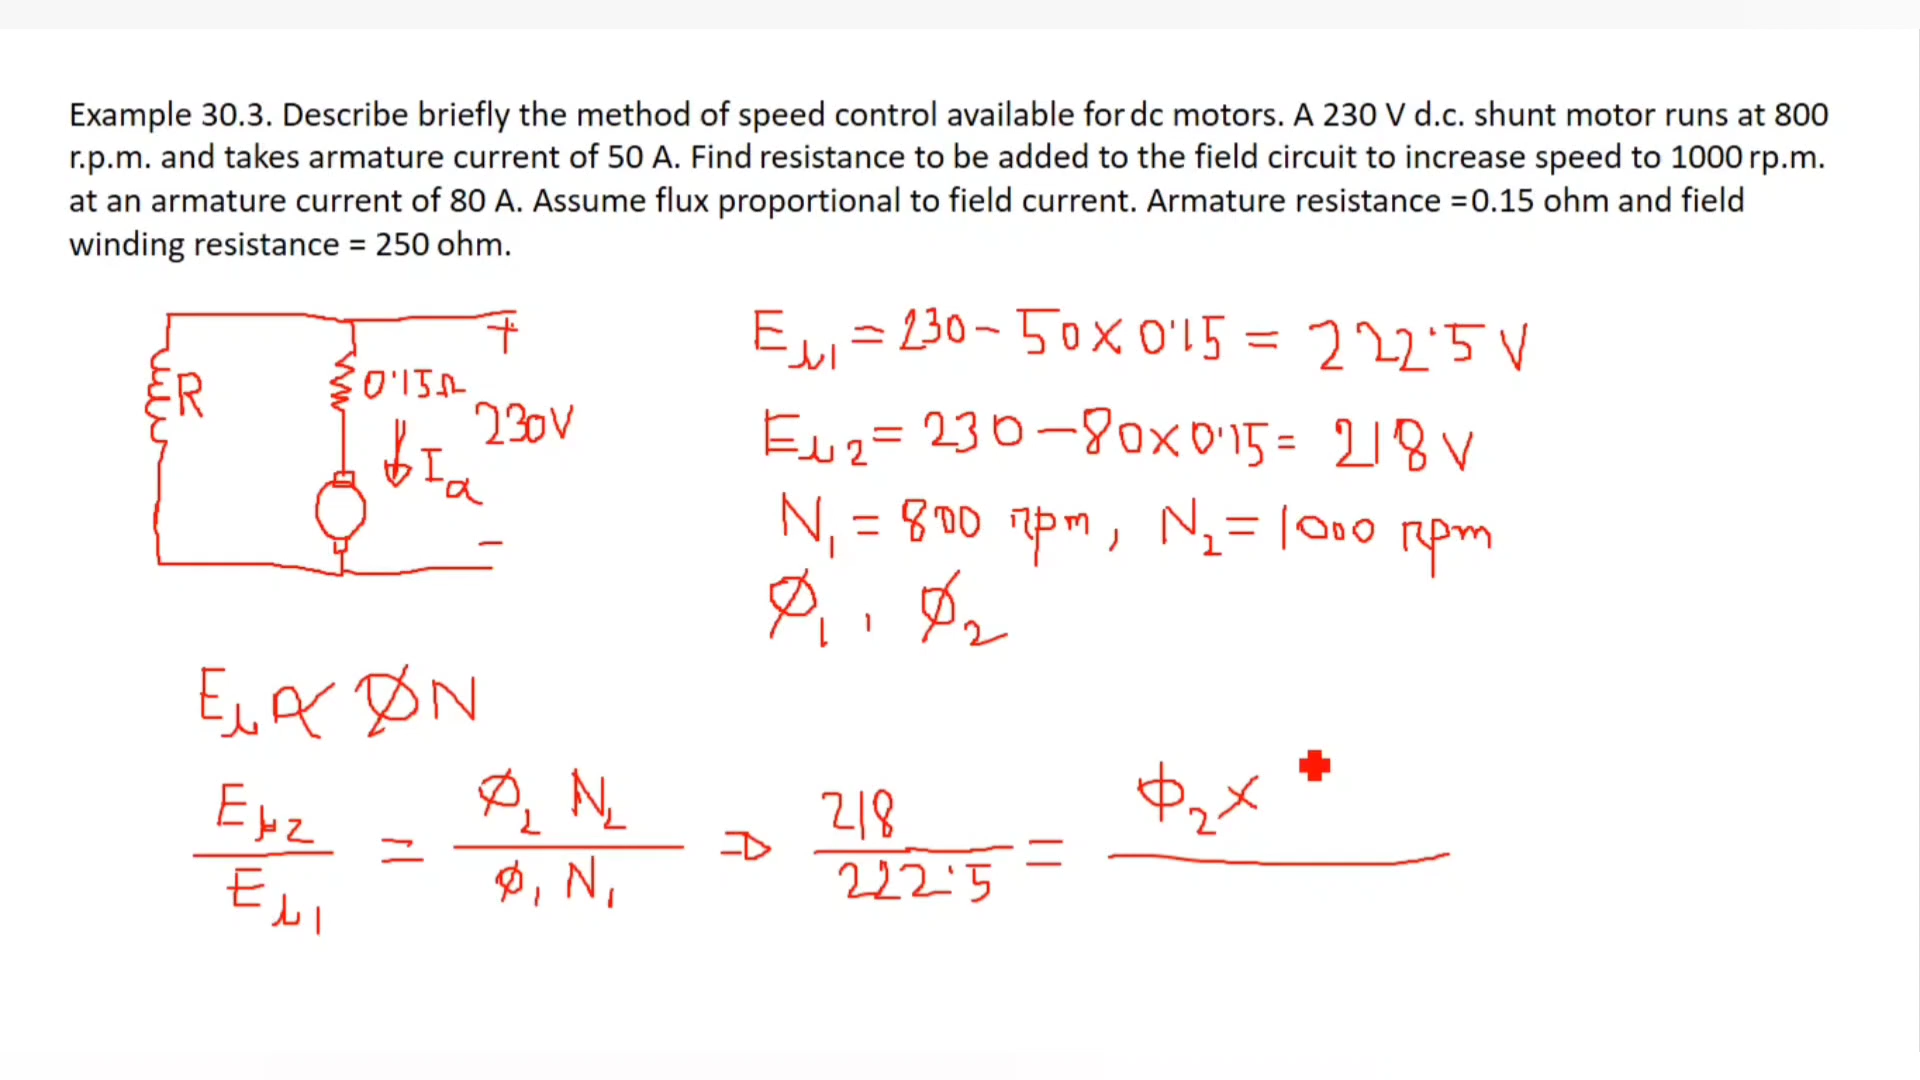 Example 30.3. Describe briefly the method of speed control available for dc motors. A 230 V d.c. shunt motor runs at 800
r.p.m. and takes armature current of 50 A. Find resistance to be added to the field circuit to increase speed to 1000 rp.m.
at an armature current of 80 A. Assume flux proportional to field current. Armature resistance =0.15 ohm and field
winding resistance = 250 ohm.
+
R
0.15Ω
230V
Ia
−
Eb1 = 230 − 50 × 0.15 = 222.5 V
Eb2 = 230 − 80 × 0.15 = 218 V
N1 = 800 rpm, N2 = 1000 rpm
Ø1, Ø2
Eb ∝ ØN
Eb2 / Eb1 = Ø2 N2 / Ø1 N1 ⇒ 218 / 222.5 = ϕ2 ×